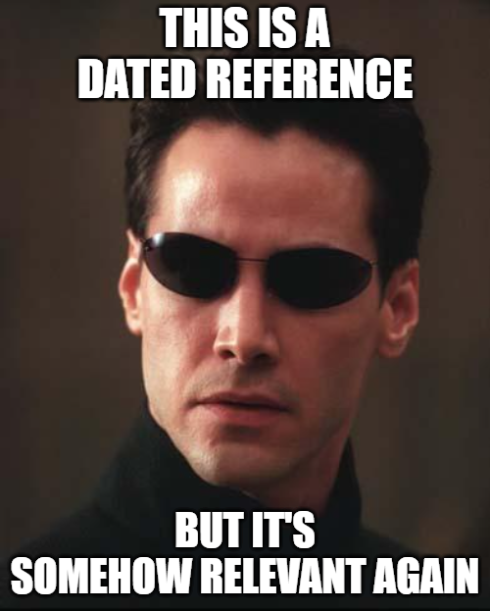 THIS IS A
DATED REFERENCE
BUT IT'S
SOMEHOW RELEVANT AGAIN